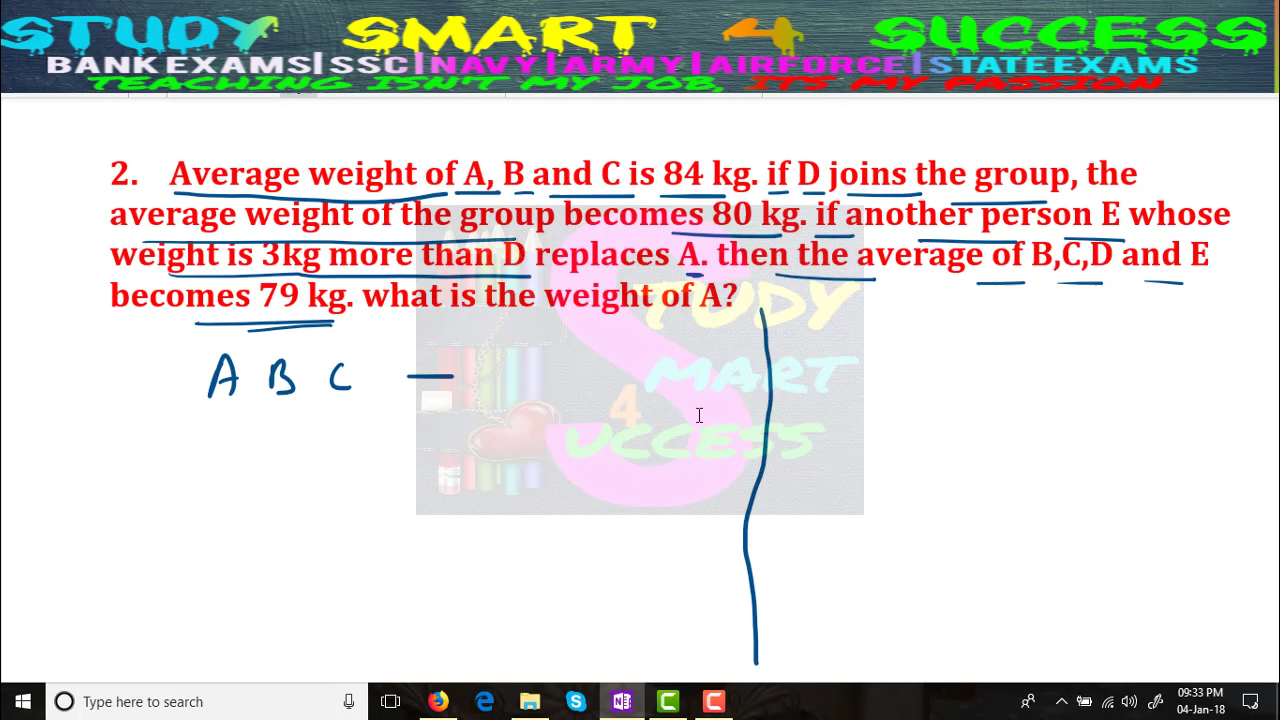 STUDY SMART 4 SUCCESS
BANK EXAMS|SSC|NAVY|ARMY|AIRFORCE|STATE EXAMS
TEACHING ISN'T MY JOB, IT'S MY PASSION
2. Average weight of A, B and C is 84 kg. if D joins the group, the
average weight of the group becomes 80 kg. if another person E whose
weight is 3kg more than D replaces A. then the average of B,C,D and E
becomes 79 kg. what is the weight of A?
A B C —
STUDY
MART
4
UCCESS
Type here to search
09:33 PM
04-Jan-18